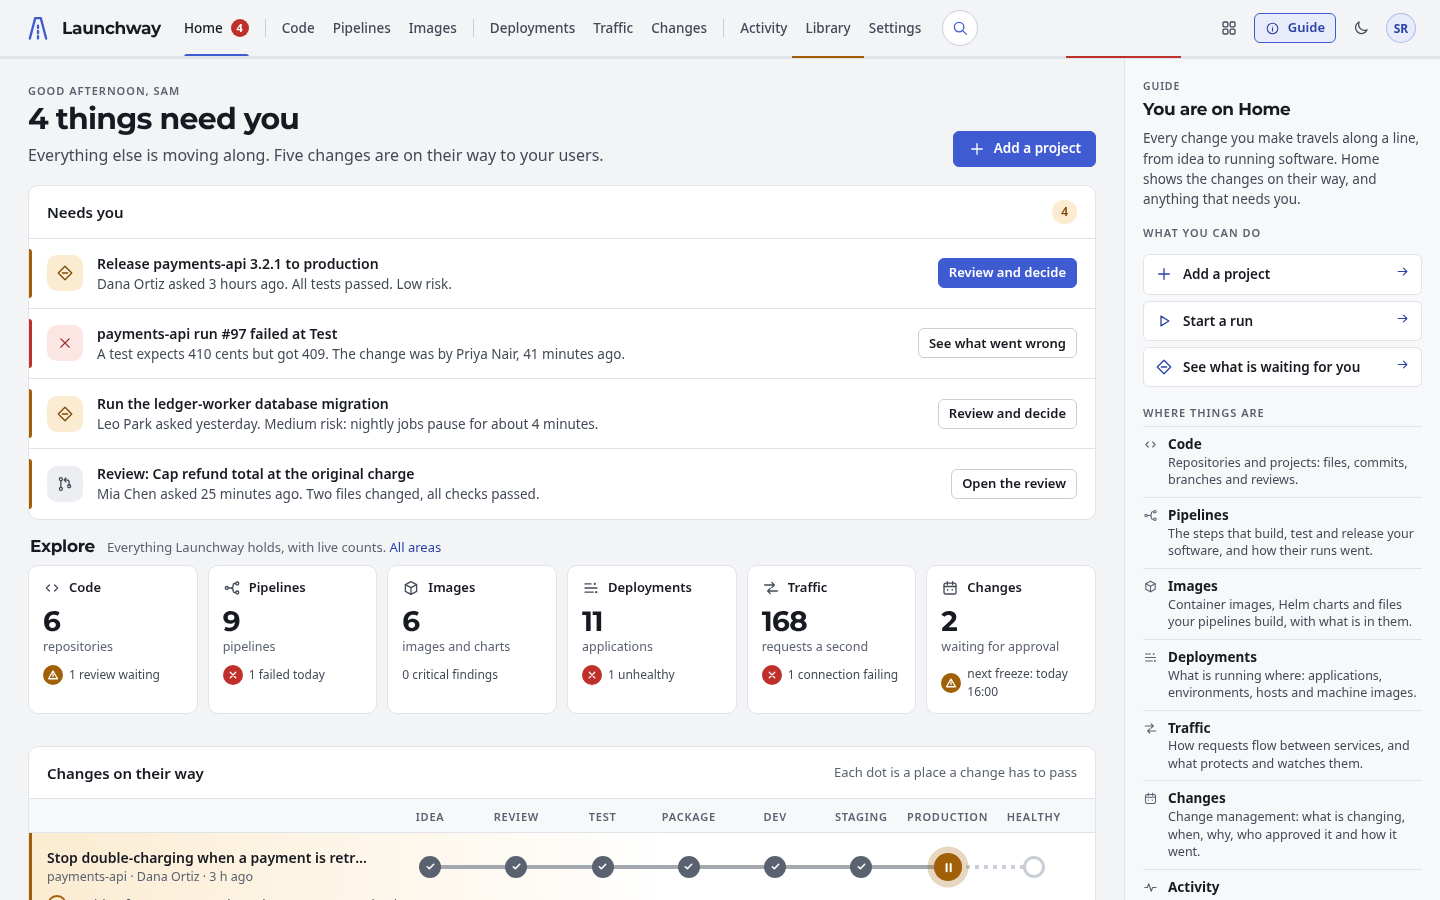 Launchway
Home 4
Code Pipelines Images
Deployments Traffic Changes
Activity Library Settings
Guide
SR
GOOD AFTERNOON, SAM
4 things need you
Everything else is moving along. Five changes are on their way to your users.
Add a project
Needs you 4
Release payments-api 3.2.1 to production
Dana Ortiz asked 3 hours ago. All tests passed. Low risk.
Review and decide
payments-api run #97 failed at Test
A test expects 410 cents but got 409. The change was by Priya Nair, 41 minutes ago.
See what went wrong
Run the ledger-worker database migration
Leo Park asked yesterday. Medium risk: nightly jobs pause for about 4 minutes.
Review and decide
Review: Cap refund total at the original charge
Mia Chen asked 25 minutes ago. Two files changed, all checks passed.
Open the review
Explore Everything Launchway holds, with live counts. All areas
Code
6
repositories
1 review waiting
Pipelines
9
pipelines
1 failed today
Images
6
images and charts
0 critical findings
Deployments
11
applications
1 unhealthy
Traffic
168
requests a second
1 connection failing
Changes
2
waiting for approval
next freeze: today
16:00
Changes on their way
Each dot is a place a change has to pass
IDEA REVIEW TEST PACKAGE DEV STAGING PRODUCTION HEALTHY
Stop double-charging when a payment is retr...
payments-api · Dana Ortiz · 3 h ago
GUIDE
You are on Home
Every change you make travels along a line,
from idea to running software. Home
shows the changes on their way, and
anything that needs you.
WHAT YOU CAN DO
Add a project
Start a run
See what is waiting for you
WHERE THINGS ARE
Code
Repositories and projects: files, commits,
branches and reviews.
Pipelines
The steps that build, test and release your
software, and how their runs went.
Images
Container images, Helm charts and files
your pipelines build, with what is in them.
Deployments
What is running where: applications,
environments, hosts and machine images.
Traffic
How requests flow between services, and
what protects and watches them.
Changes
Change management: what is changing,
when, why, who approved it and how it
went.
Activity